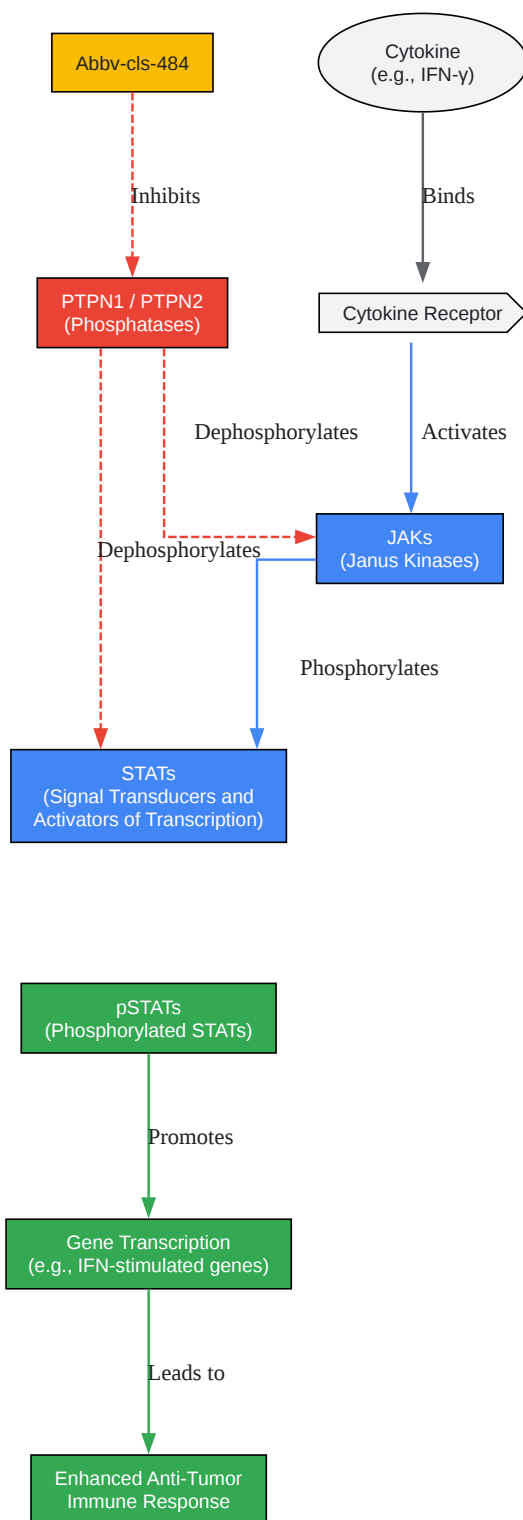 Abbv-cls-484
Cytokine
(e.g., IFN-γ)
Inhibits
Binds
PTPN1 / PTPN2
(Phosphatases)
Cytokine Receptor
Dephosphorylates
Activates
Dephosphorylates
JAKs
(Janus Kinases)
Phosphorylates
STATs
(Signal Transducers and
Activators of Transcription)
pSTATs
(Phosphorylated STATs)
Promotes
Gene Transcription
(e.g., IFN-stimulated genes)
Leads to
Enhanced Anti-Tumor
Immune Response